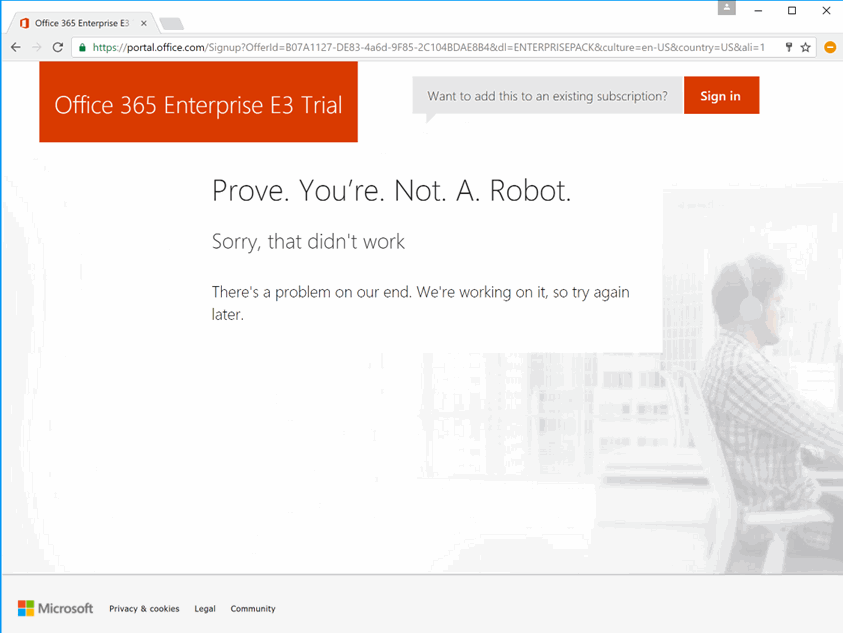 Office 365 Enterprise E3
https://portal.office.com/Signup?OfferId=B07A1127-DE83-4a6d-9F85-2C104BDAE8B4&dl=ENTERPRISEPACK&culture=en-US&country=US&ali=1
Office 365 Enterprise E3 Trial
Want to add this to an existing subscription?
Sign in
Prove. You’re. Not. A. Robot.
Sorry, that didn't work
There's a problem on our end. We're working on it, so try again
later.
Microsoft
Privacy & cookies
Legal
Community